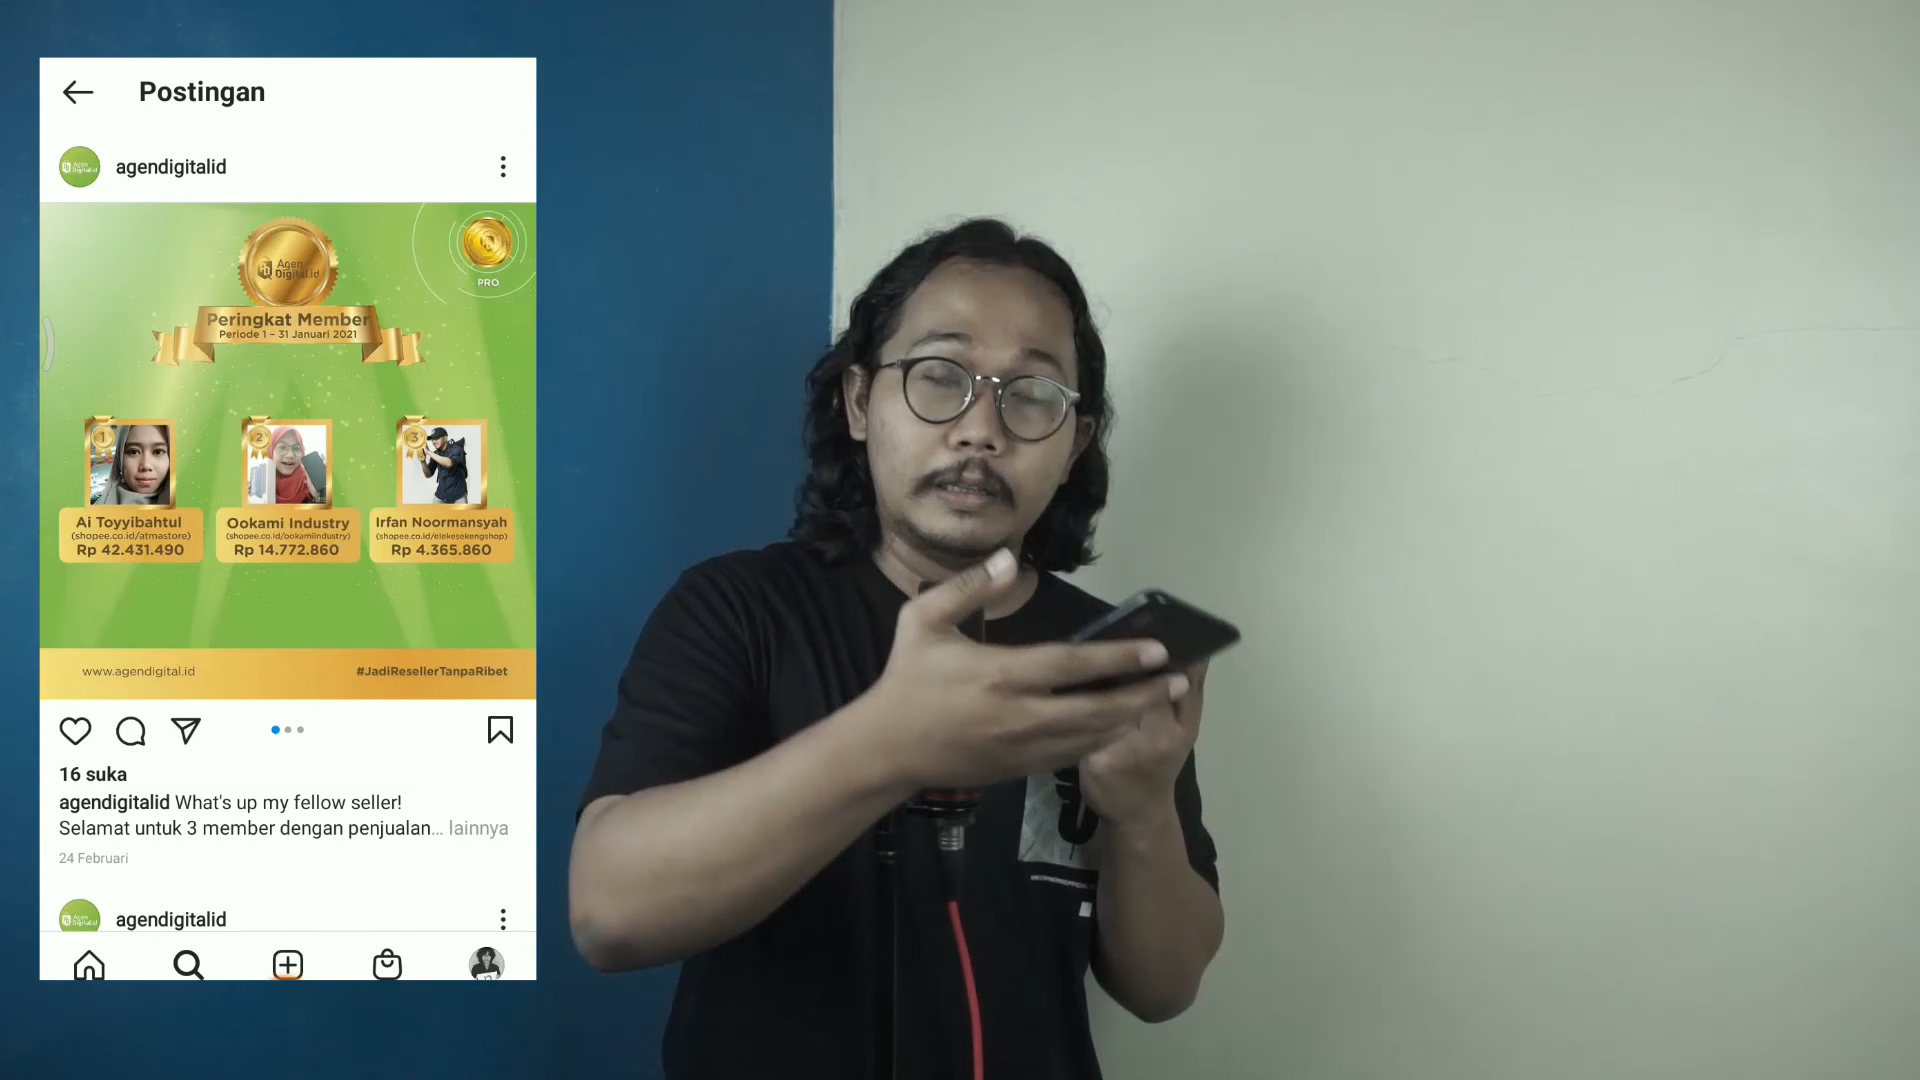 Postingan
agendigitalid
Agen
Digital.id
PRO
Peringkat Member
Periode 1 – 31 Januari 2021
1
2
3
Ai Toyyibahtul
(shopee.co.id/atmastore)
Rp 42.431.490
Ookami Industry
(shopee.co.id/ookamiindustry)
Rp 14.772.860
Irfan Noormansyah
(shopee.co.id/elekesekengshop)
Rp 4.365.860
www.agendigital.id
#JadiResellerTanpaRibet
16 suka
agendigitalid What's up my fellow seller!
Selamat untuk 3 member dengan penjualan... lainnya
24 Februari
agendigitalid